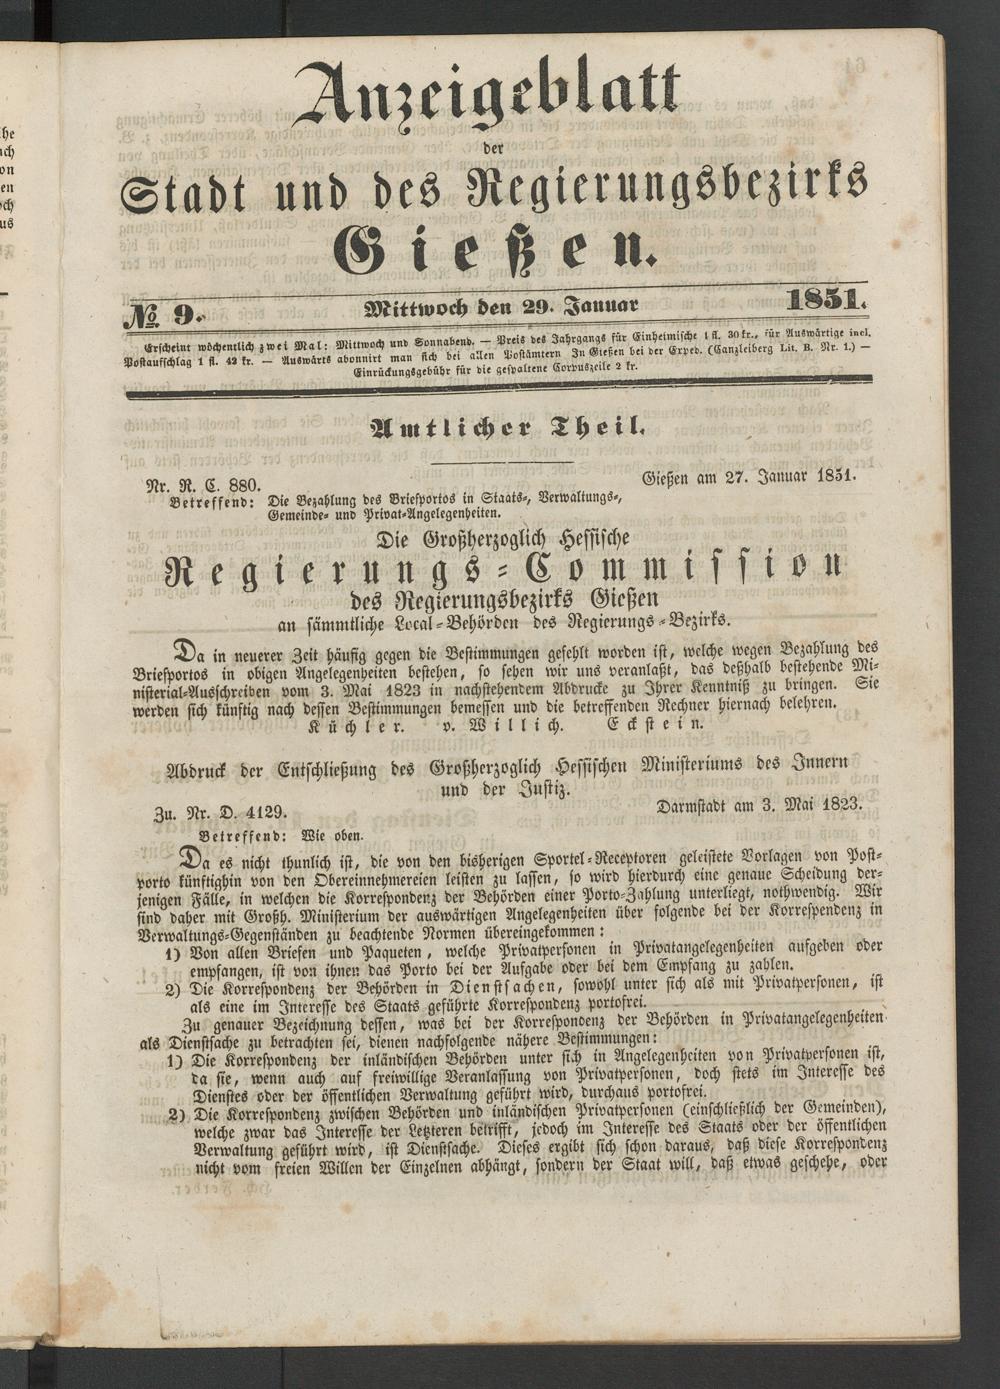 Anzeigeblatt
der
Stadt und des Regierungsbezirks
Gießen.
No. 9. Mittwoch den 29. Januar 1851.
Erscheint wöchentlich zwei Mal: Mittwoch und Sonnabend. — Preis des Jahrgangs für Einheimische 1 fl. 30 kr., für Auswärtige incl.
Postaufschlag 1 fl. 42 kr. — Auswärts abonnirt man sich bei allen Postämtern In Gießen bei der Exped. (Canzleiberg Lit. B. Nr. 1.) —
Einrückungsgebühr für die gespaltene Corpuszeile 2 kr.
Amtlicher Theil.
Nr. R. C. 880. Gießen am 27. Januar 1851.
Betreffend: Die Bezahlung des Briefportos in Staats-, Verwaltungs-,
Gemeinde- und Privat-Angelegenheiten.
Die Großherzoglich Hessische
Regierungs-Commission
des Regierungsbezirks Gießen
an sämmtliche Local-Behörden des Regierungs-Bezirks.
Da in neuerer Zeit häufig gegen die Bestimmungen gefehlt worden ist, welche wegen Bezahlung des
Briefportos in obigen Angelegenheiten bestehen, so sehen wir uns veranlaßt, das deßhalb bestehende Mi-
nisterial-Ausschreiben vom 3. Mai 1823 in nachstehendem Abdrucke zu Ihrer Kenntniß zu bringen. Sie
werden sich künftig nach dessen Bestimmungen bemessen und die betreffenden Rechner hiernach belehren.
Küchler. v. Willich. Eckstein.
Abdruck der Entschließung des Großherzoglich Hessischen Ministeriums des Innern
und der Justiz.
Zu. Nr. D. 4129. Darmstadt am 3. Mai 1823.
Betreffend: Wie oben.
Da es nicht thunlich ist, die von den bisherigen Sportel-Receptoren geleistete Vorlagen von Post-
porto künftighin von den Obereinnehmereien leisten zu lassen, so wird hierdurch eine genaue Scheidung der-
jenigen Fälle, in welchen die Korrespondenz der Behörden einer Porto-Zahlung unterliegt, nothwendig. Wir
sind daher mit Großh. Ministerium der auswärtigen Angelegenheiten über folgende bei der Korrespendenz in
Verwaltungs-Gegenständen zu beachtende Normen übereingekommen:
1) Von allen Briefen und Paqueten, welche Privatpersonen in Privatangelegenheiten aufgeben oder
empfangen, ist von ihnen das Porto bei der Aufgabe oder bei dem Empfang zu zahlen.
2) Die Korrespondenz der Behörden in Dienstsachen, sowohl unter sich als mit Privatpersonen, ist
als eine im Interesse des Staats geführte Korrespondenz portofrei.
Zu genauer Bezeichnung dessen, was bei der Korrespondenz der Behörden in Privatangelegenheiten
als Dienstsache zu betrachten sei, dienen nachfolgende nähere Bestimmungen:
1) Die Korrespondenz der inländischen Behörden unter sich in Angelegenheiten von Privatpersonen ist,
da sie, wenn auch auf freiwillige Veranlassung von Privatpersonen, doch stets im Interesse des
Dienstes oder der öffentlichen Verwaltung geführt wird, durchaus portofrei.
2) Die Korrespondenz zwischen Behörden und inländischen Privatpersonen (einschließlich der Gemeinden),
welche zwar das Interesse der Letzteren betrifft, jedoch im Interesse des Staats oder der öffentlichen
Verwaltung geführt wird, ist Dienstsache. Dieses ergibt sich schon daraus, daß diese Korrespondenz
nicht vom freien Willen der Einzelnen abhängt, sondern der Staat will, daß etwas geschehe, oder